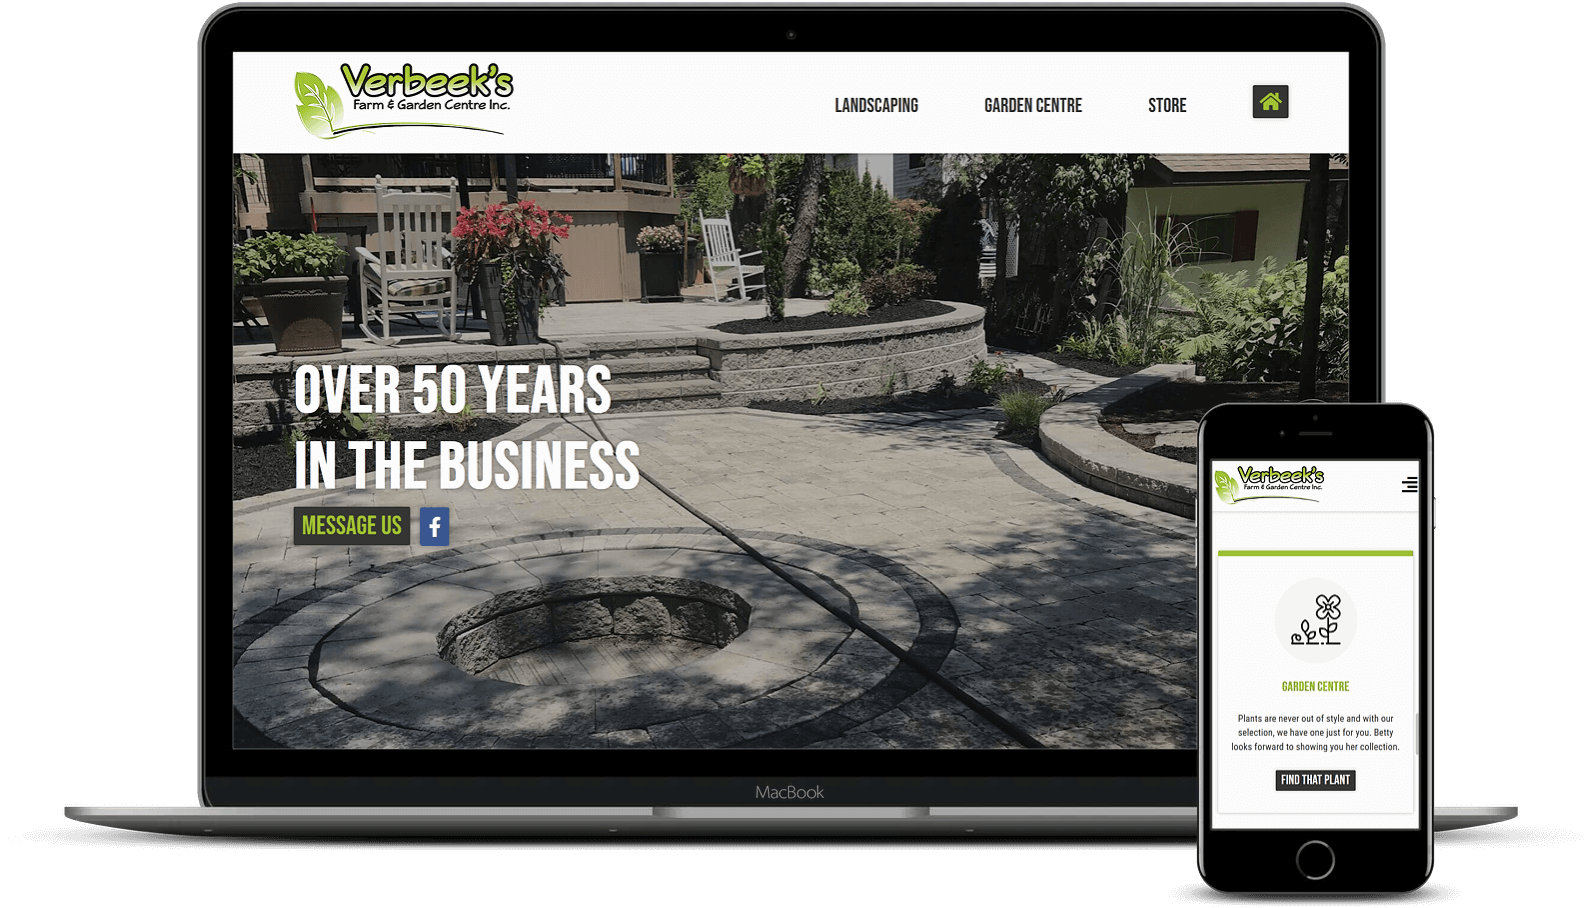 Verbeek's
Farm & Garden Centre Inc.
LANDSCAPING
GARDEN CENTRE
STORE
OVER 50 YEARS
IN THE BUSINESS
MESSAGE US
f
MacBook
Verbeek's
Farm & Garden Centre Inc.
GARDEN CENTRE
Plants are never out of style and with our
selection, we have one just for you. Betty
looks forward to showing you her collection.
FIND THAT PLANT